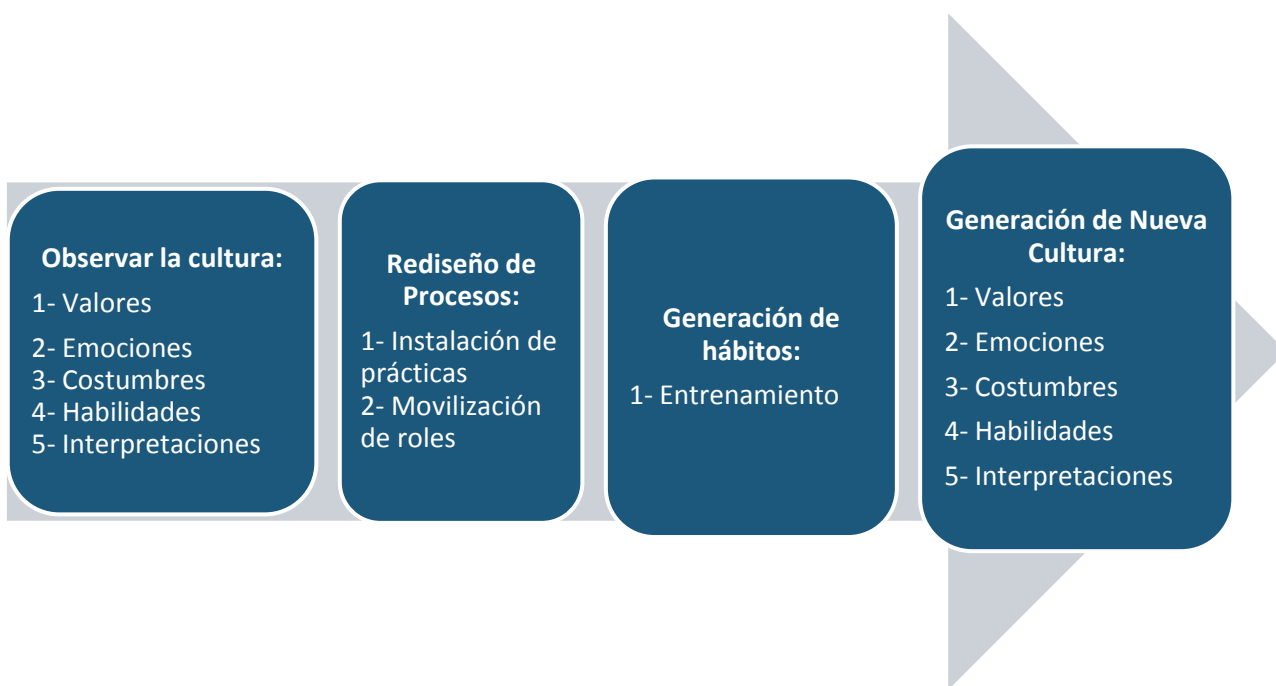 Observar la cultura:
1- Valores
2- Emociones
3- Costumbres
4- Habilidades
5- Interpretaciones
Rediseño de
Procesos:
1- Instalación de
prácticas
2- Movilización
de roles
Generación de
hábitos:
1- Entrenamiento
Generación de Nueva
Cultura:
1- Valores
2- Emociones
3- Costumbres
4- Habilidades
5- Interpretaciones